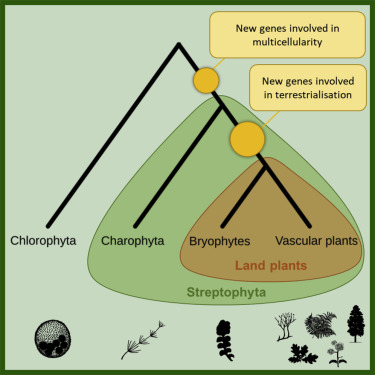 New genes involved in
multicellularity
New genes involved
in terrestrialisation
Chlorophyta
Charophyta
Bryophytes
Vascular plants
Land plants
Streptophyta